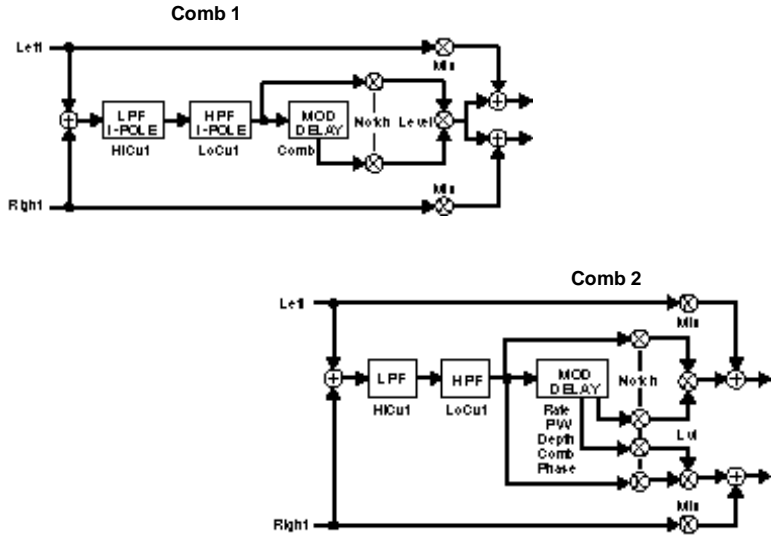 Comb 1
Left
Mix
LPF
1-POLE
HPF
1-POLE
MOD
DELAY
Notch
Level
HiCut
LoCut
Comb
Mix
Right
Comb 2
Left
Mix
LPF
HPF
MOD
DELAY
Notch
HiCut
LoCut
Rate
PW
Depth
Comb
Phase
Lvl
Mix
Right